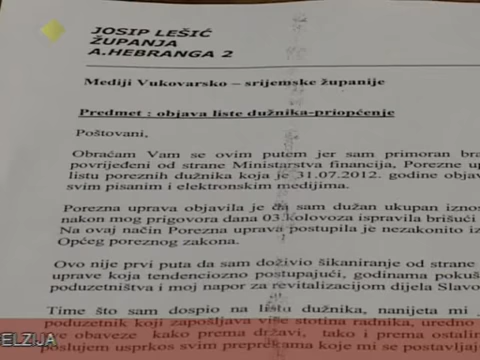 JOSIP LEŠIĆ
ŽUPANJA
A.HEBRANGA 2
Mediji Vukovarsko – srijemske županije
Predmet : objava liste dužnika-priopćenje
Poštovani,
Obraćam Vam se ovim putem jer sam primoran bra
povrijeđeni od strane Ministarstva financija, Porezne upr
listu poreznih dužnika koja je 31.07.2012. godine objav
svim pisanim i elektronskim medijima.
Porezna uprava objavila je da sam dužan ukupan iznos
nakon mog prigovora dana 03.kolovoza ispravila brišući
Na ovaj način Porezna uprava postupila je nezakonito iz
Općeg poreznog zakona.
Ovo nije prvi puta da sam doživio šikaniranje od strane
uprave koja tendenciozno postupajući, godinama pokuš
poduzetništva i moj napor za revitalizacijom dijela Slavo
Time što sam dospio na listu dužnika, nanijeta mi
poduzetnik koji zapošljava više stotina radnika, uredno
sve obaveze kako prema državi, tako i prema ostalim
poslujem usprkos svim preprekama koje mi se postavljaj
ELZIJA